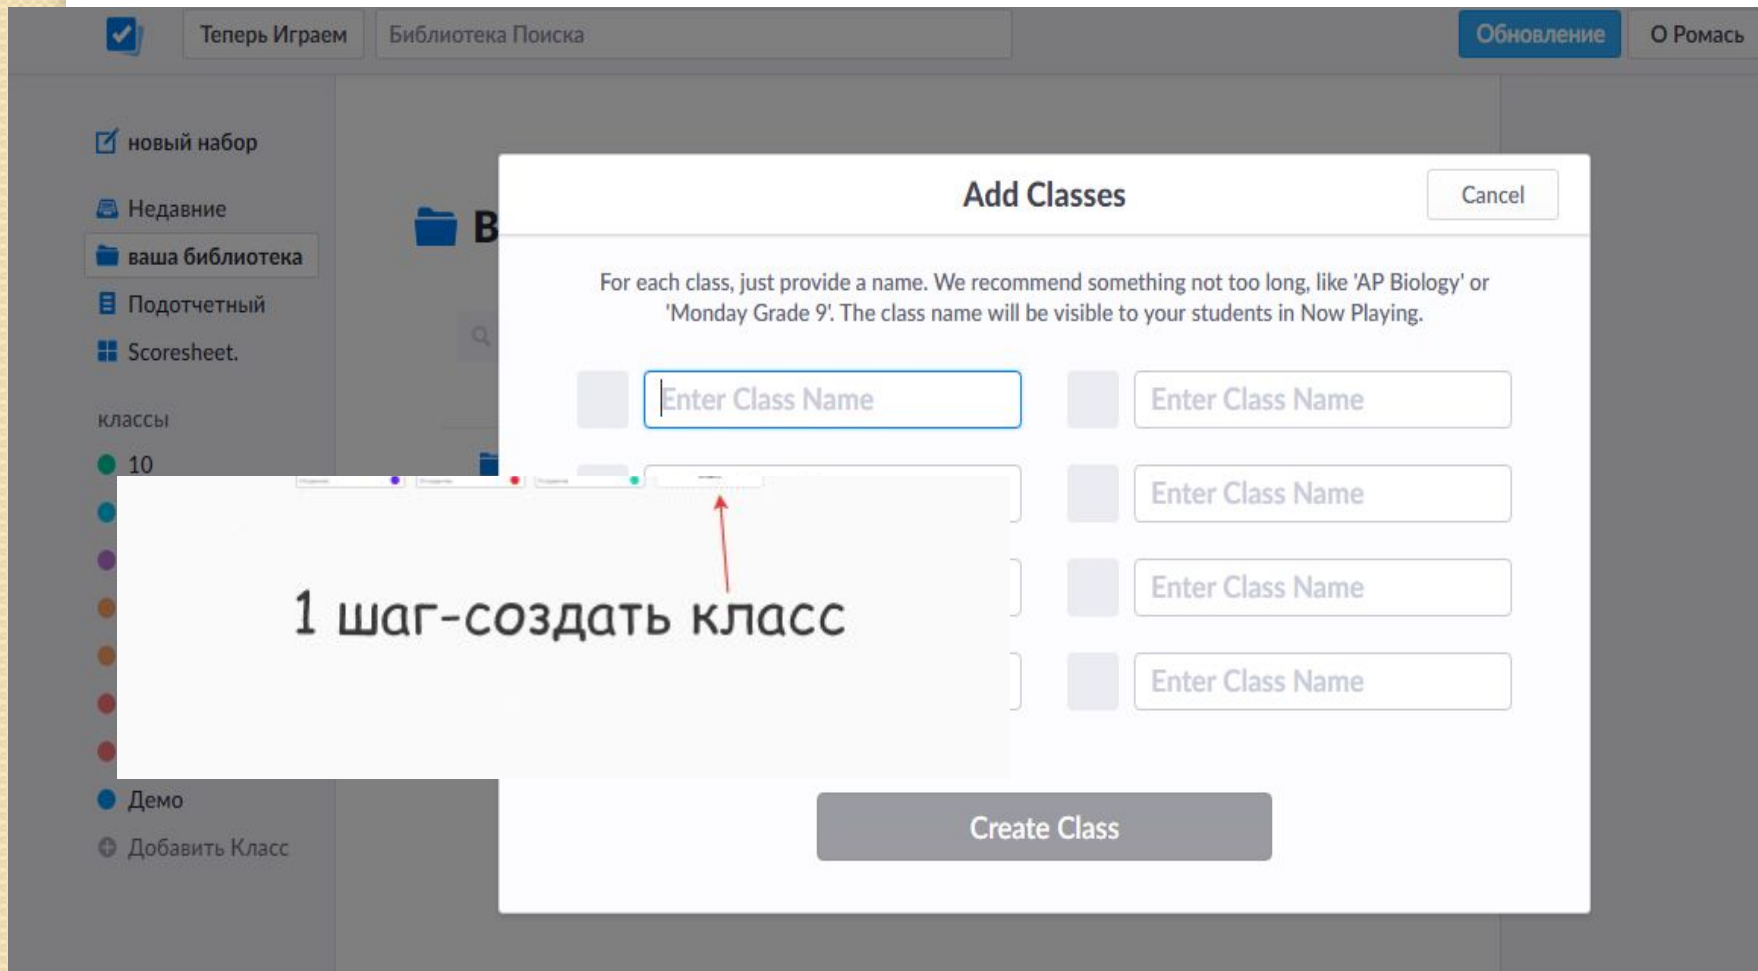 Теперь Играем
Библиотека Поиска
Обновление
О Ромась
новый набор
Недавние
ваша библиотека
Подотчетный
Scoresheet.
классы
10
Демо
Добавить Класс
В
Add Classes
Cancel
For each class, just provide a name. We recommend something not too long, like 'AP Biology' or
'Monday Grade 9'. The class name will be visible to your students in Now Playing.
Enter Class Name
Enter Class Name
Enter Class Name
Enter Class Name
Enter Class Name
1 шаг-создать класс
Create Class